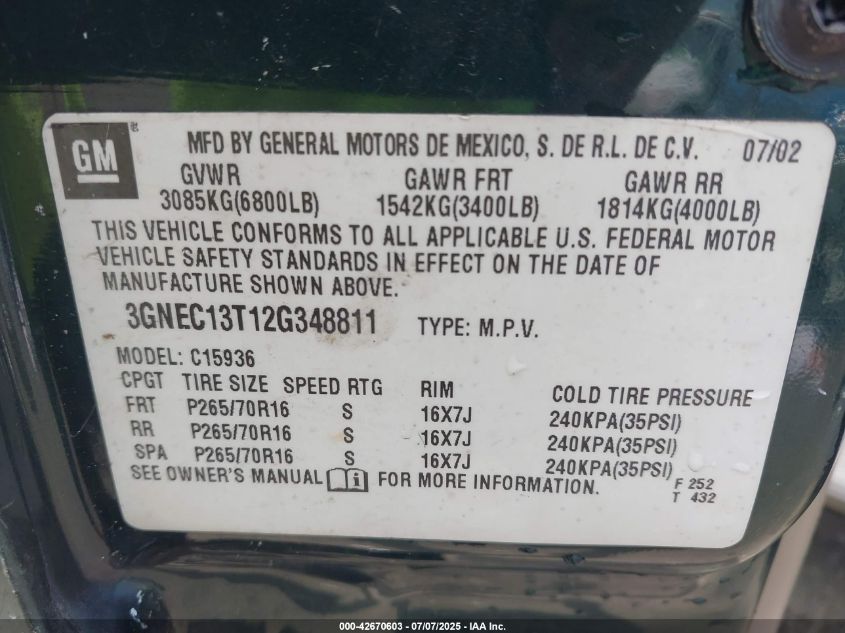 GM
MFD BY GENERAL MOTORS DE MEXICO, S. DE R.L. DE C.V. 07/02
GVWR GAWR FRT GAWR RR
3085KG(6800LB) 1542KG(3400LB) 1814KG(4000LB)
THIS VEHICLE CONFORMS TO ALL APPLICABLE U.S. FEDERAL MOTOR
VEHICLE SAFETY STANDARDS IN EFFECT ON THE DATE OF
MANUFACTURE SHOWN ABOVE.
3GNEC13T12G348811 TYPE: M.P.V.
MODEL: C15936
CPGT TIRE SIZE SPEED RTG RIM COLD TIRE PRESSURE
FRT P265/70R16 S 16X7J 240KPA(35PSI)
RR P265/70R16 S 16X7J 240KPA(35PSI)
SPA P265/70R16 S 16X7J 240KPA(35PSI)
SEE OWNER'S MANUAL i FOR MORE INFORMATION. F 252
T 432
000-42670603 / 07/07/2025 - IAA Inc.